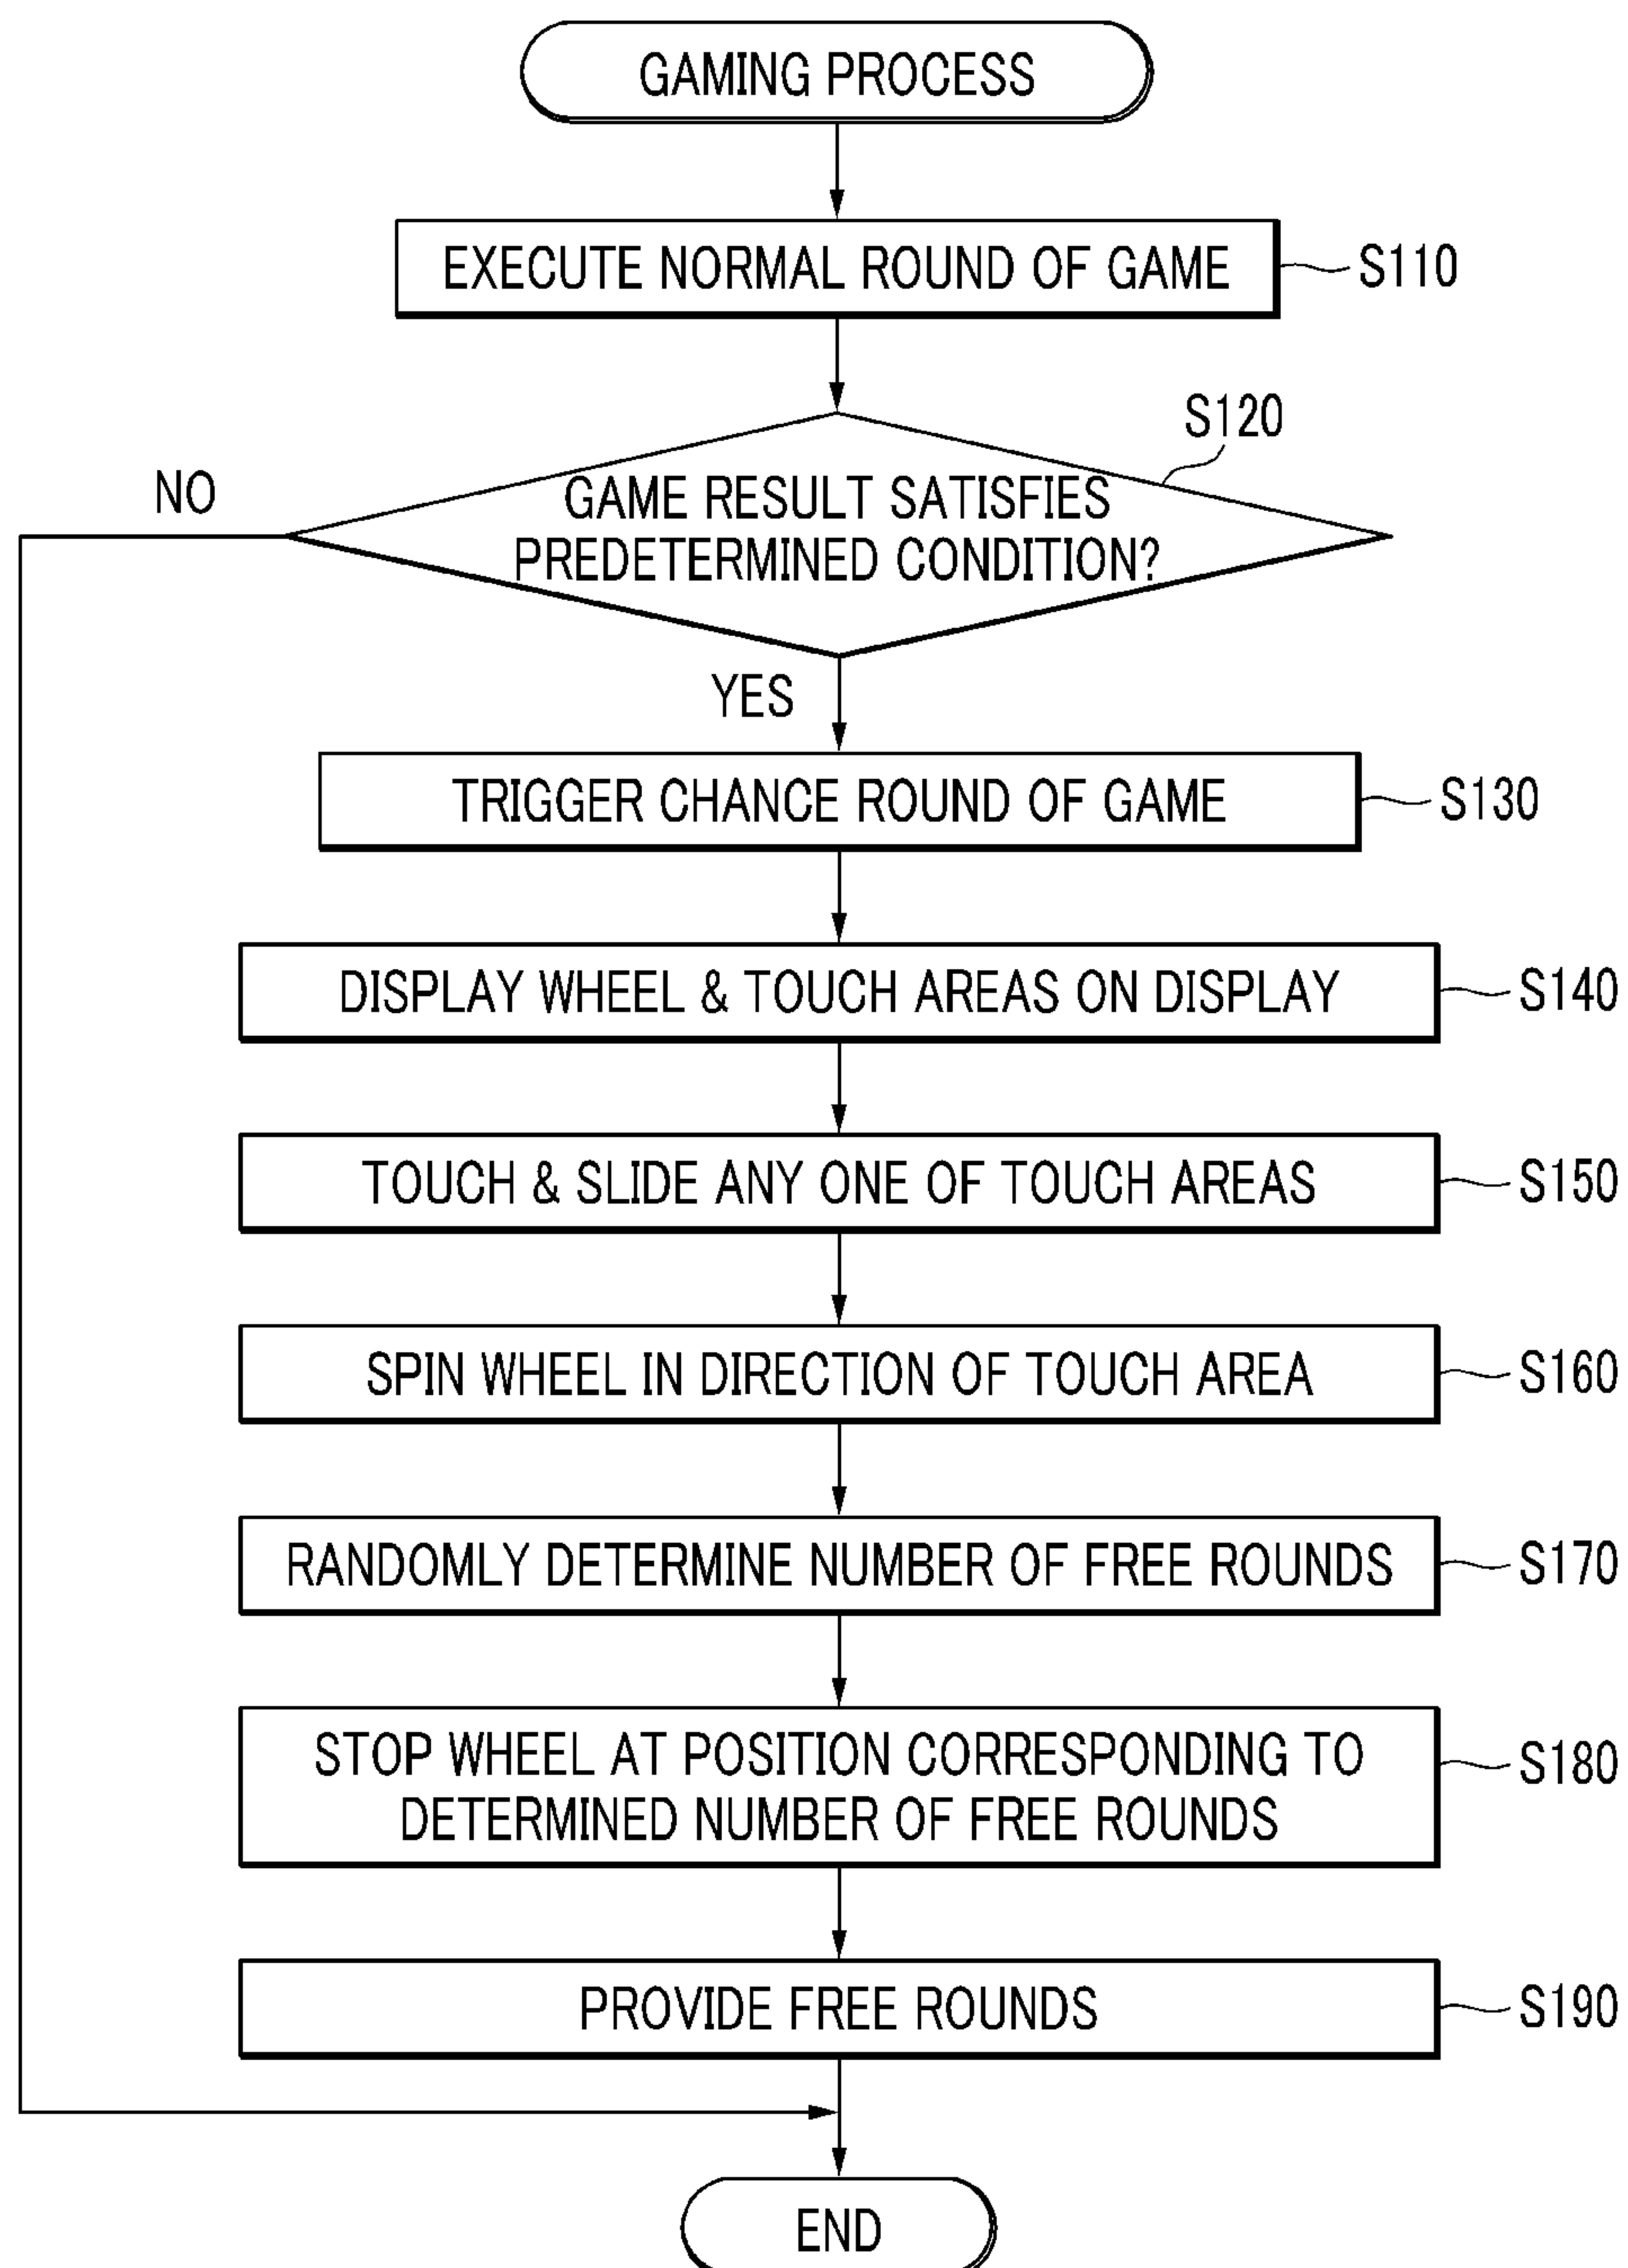 GAMING PROCESS
EXECUTE NORMAL ROUND OF GAME
S110
S120
NO
GAME RESULT SATISFIES
PREDETERMINED CONDITION?
YES
TRIGGER CHANCE ROUND OF GAME
S130
DISPLAY WHEEL & TOUCH AREAS ON DISPLAY
S140
TOUCH & SLIDE ANY ONE OF TOUCH AREAS
S150
SPIN WHEEL IN DIRECTION OF TOUCH AREA
S160
RANDOMLY DETERMINE NUMBER OF FREE ROUNDS
S170
STOP WHEEL AT POSITION CORRESPONDING TO
DETERMINED NUMBER OF FREE ROUNDS
S180
PROVIDE FREE ROUNDS
S190
END